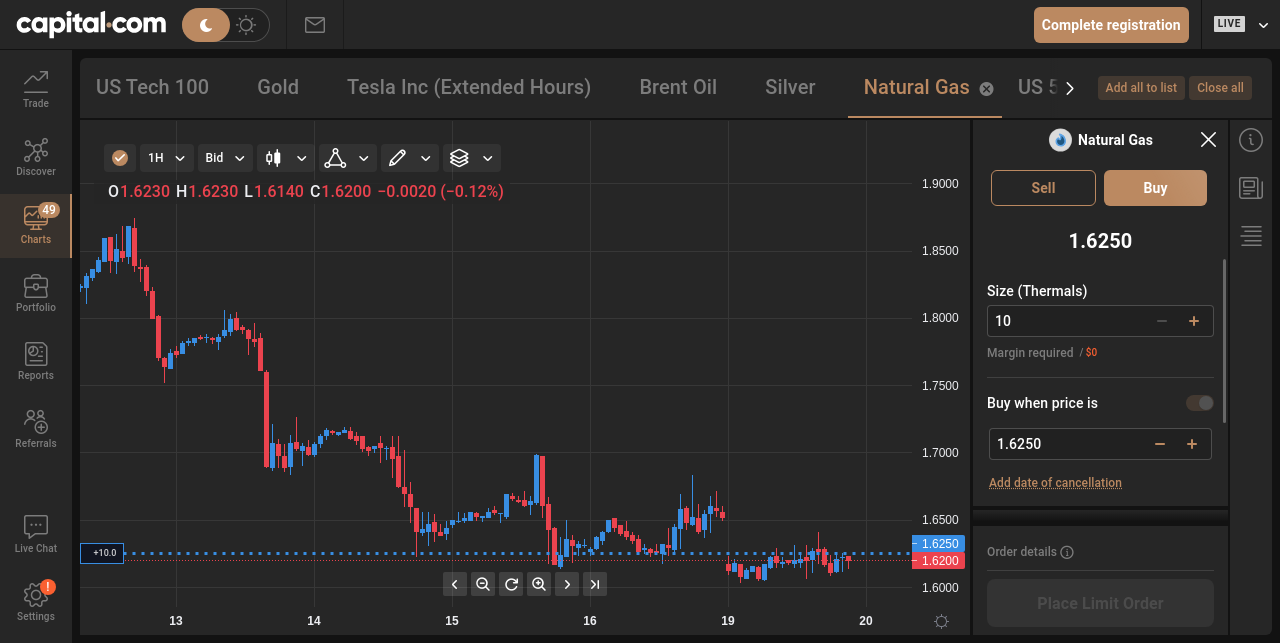 capital.com
Complete registration
LIVE
Trade
Discover
49
Charts
Portfolio
Reports
Referrals
Live Chat
!
Settings
US Tech 100
Gold
Tesla Inc (Extended Hours)
Brent Oil
Silver
Natural Gas
US 5
Add all to list
Close all
1H
Bid
O1.6230 H1.6230 L1.6140 C1.6200 −0.0020 (−0.12%)
1.9000
1.8500
1.8000
1.7500
1.7000
1.6500
1.6250
1.6200
1.6000
+10.0
13 14 15 16 19 20
Natural Gas
Sell
Buy
1.6250
Size (Thermals)
10
Margin required / $0
Buy when price is
1.6250
Add date of cancellation
Order details
Place Limit Order